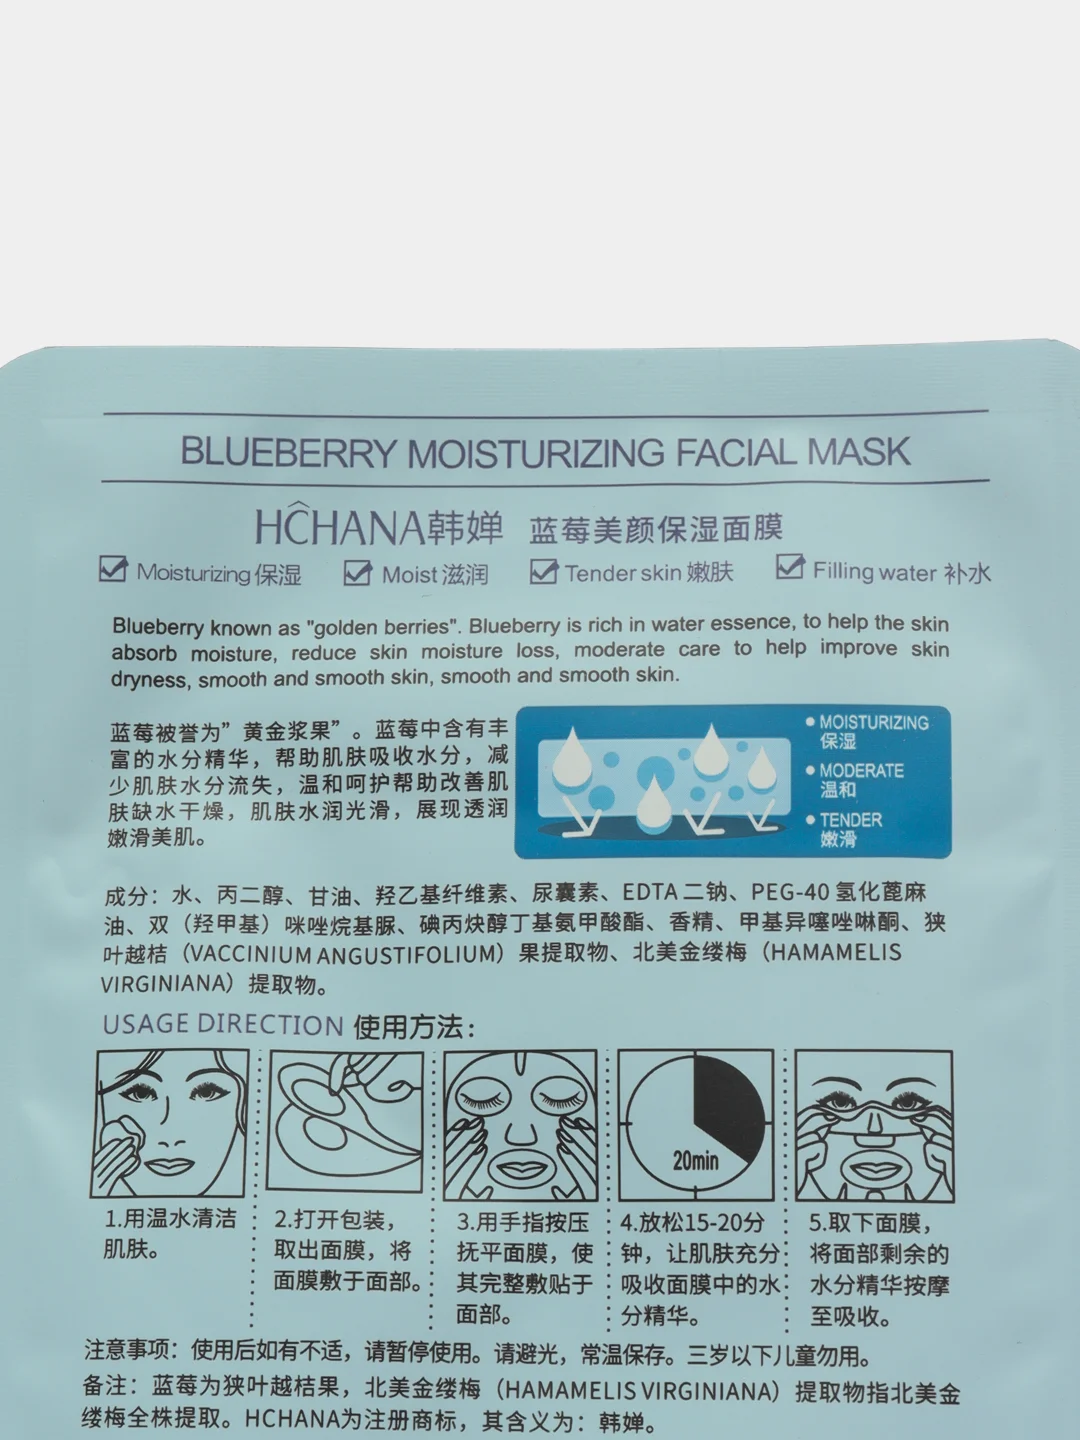 BLUEBERRY MOISTURIZING FACIAL MASK
HCHANA韩婵 蓝莓美颜保湿面膜
Moisturizing 保湿 Moist 滋润 Tender skin 嫩肤 Filling water 补水
Blueberry known as "golden berries". Blueberry is rich in water essence, to help the skin
absorb moisture, reduce skin moisture loss, moderate care to help improve skin
dryness, smooth and smooth skin, smooth and smooth skin.
蓝莓被誉为”黄金浆果”。蓝莓中含有丰
富的水分精华，帮助肌肤吸收水分，减
少肌肤水分流失，温和呵护帮助改善肌
肤缺水干燥，肌肤水润光滑，展现透润
嫩滑美肌。
MOISTURIZING
保湿
MODERATE
温和
TENDER
嫩滑
成分：水、丙二醇、甘油、羟乙基纤维素、尿囊素、EDTA 二钠、PEG-40 氢化蓖麻
油、双（羟甲基）咪唑烷基脲、碘丙炔醇丁基氨甲酸酯、香精、甲基异噻唑啉酮、狭
叶越桔（VACCINIUM ANGUSTIFOLIUM）果提取物、北美金缕梅（HAMAMELIS
VIRGINIANA）提取物。
USAGE DIRECTION 使用方法：
20min
1.用温水清洁
肌肤。
2.打开包装，
取出面膜，将
面膜敷于面部。
3.用手指按压
抚平面膜，使
其完整敷贴于
面部。
4.放松15-20分
钟，让肌肤充分
吸收面膜中的水
分精华。
5.取下面膜，
将面部剩余的
水分精华按摩
至吸收。
注意事项：使用后如有不适，请暂停使用。请避光，常温保存。三岁以下儿童勿用。
备注：蓝莓为狭叶越桔果，北美金缕梅（HAMAMELIS VIRGINIANA）提取物指北美金
缕梅全株提取。HCHANA为注册商标，其含义为：韩婵。